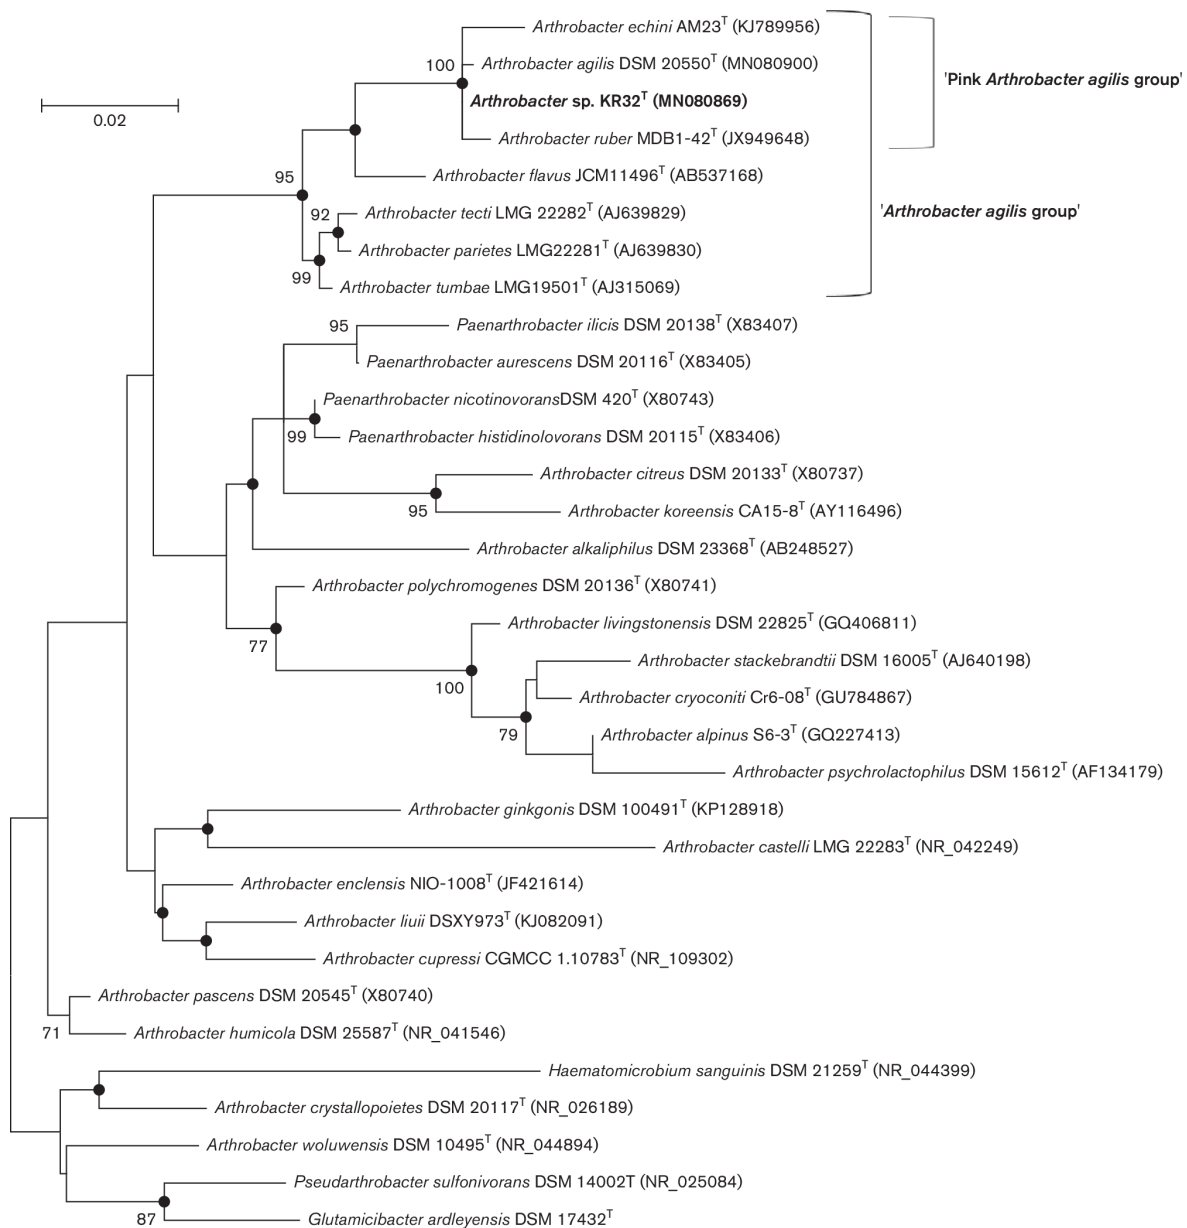 Arthrobacter echini AM23ᵀ (KJ789956)
100
Arthrobacter agilis DSM 20550ᵀ (MN080900)
'Pink Arthrobacter agilis group'
Arthrobacter sp. KR32ᵀ (MN080869)
0.02
Arthrobacter ruber MDB1-42ᵀ (JX949648)
95
Arthrobacter flavus JCM11496ᵀ (AB537168)
92
Arthrobacter tecti LMG 22282ᵀ (AJ639829)
'Arthrobacter agilis group'
Arthrobacter parietes LMG22281ᵀ (AJ639830)
99
Arthrobacter tumbae LMG19501ᵀ (AJ315069)
95
Paenarthrobacter ilicis DSM 20138ᵀ (X83407)
Paenarthrobacter aurescens DSM 20116ᵀ (X83405)
Paenarthrobacter nicotinovoransDSM 420ᵀ (X80743)
99
Paenarthrobacter histidinolovorans DSM 20115ᵀ (X83406)
Arthrobacter citreus DSM 20133ᵀ (X80737)
95
Arthrobacter koreensis CA15-8ᵀ (AY116496)
Arthrobacter alkaliphilus DSM 23368ᵀ (AB248527)
Arthrobacter polychromogenes DSM 20136ᵀ (X80741)
77
Arthrobacter livingstonensis DSM 22825ᵀ (GQ406811)
Arthrobacter stackebrandtii DSM 16005ᵀ (AJ640198)
100
Arthrobacter cryoconiti Cr6-08ᵀ (GU784867)
79
Arthrobacter alpinus S6-3ᵀ (GQ227413)
Arthrobacter psychrolactophilus DSM 15612ᵀ (AF134179)
Arthrobacter ginkgonis DSM 100491ᵀ (KP128918)
Arthrobacter castelli LMG 22283ᵀ (NR_042249)
Arthrobacter enclensis NIO-1008ᵀ (JF421614)
Arthrobacter liuii DSXY973ᵀ (KJ082091)
Arthrobacter cupressi CGMCC 1.10783ᵀ (NR_109302)
Arthrobacter pascens DSM 20545ᵀ (X80740)
71
Arthrobacter humicola DSM 25587ᵀ (NR_041546)
Haematomicrobium sanguinis DSM 21259ᵀ (NR_044399)
Arthrobacter crystallopoietes DSM 20117ᵀ (NR_026189)
Arthrobacter woluwensis DSM 10495ᵀ (NR_044894)
Pseudarthrobacter sulfonivorans DSM 14002T (NR_025084)
87
Glutamicibacter ardleyensis DSM 17432ᵀ